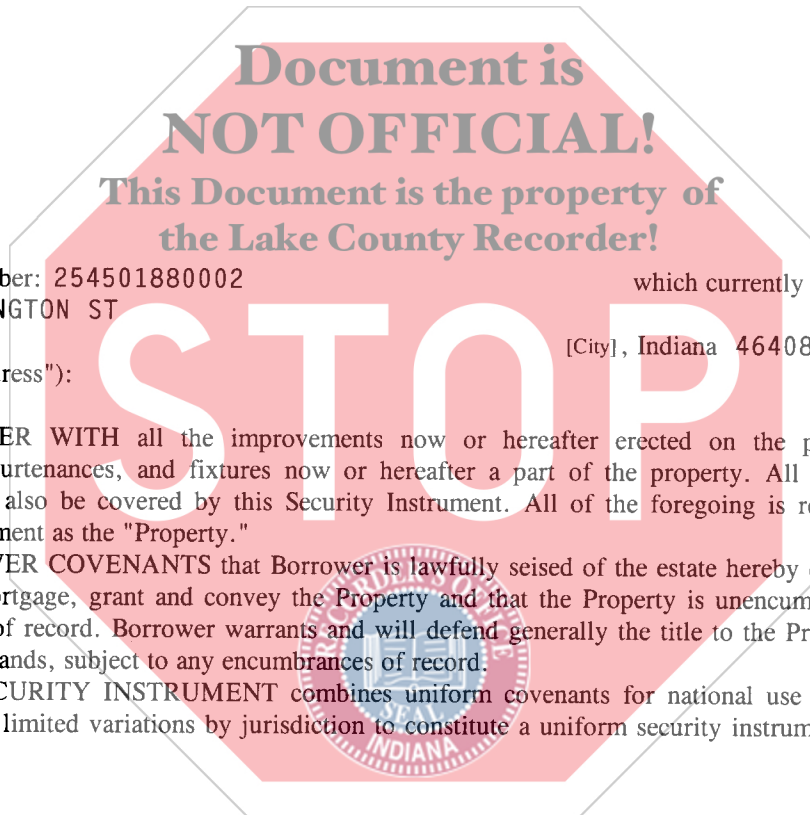 Document is
NOT OFFICIAL!
This Document is the property of
the Lake County Recorder!
ber: 254501880002 which currently
NGTON ST
[City], Indiana 46408
ress"):
STOP
ER WITH all the improvements now or hereafter erected on the p
urtenances, and fixtures now or hereafter a part of the property. All
also be covered by this Security Instrument. All of the foregoing is re
ment as the "Property."
VER COVENANTS that Borrower is lawfully seised of the estate hereby
rtgage, grant and convey the Property and that the Property is unencum
of record. Borrower warrants and will defend generally the title to the Pr
ands, subject to any encumbrances of record.
CURITY INSTRUMENT combines uniform covenants for national use
limited variations by jurisdiction to constitute a uniform security instrum
RECORDER'S OFFICE
SEAL
INDIANA